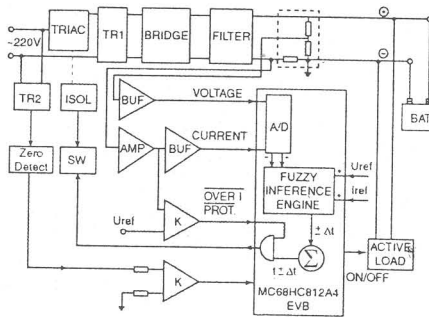 ⊕
TRIAC
TR1
BRIDGE
FILTER
~220V
⊖
TR2
ISOL
BUF
VOLTAGE
A/D
BAT
AMP
BUF
CURRENT
Zero
Detect
SW
FUZZY
INFERENCE
ENGINE
Uref
Iref
OVER I
PROT.
Uref
K
± Δt
Σ
ACTIVE
LOAD
t ± Δt
ON/OFF
K
MC68HC812A4
EVB